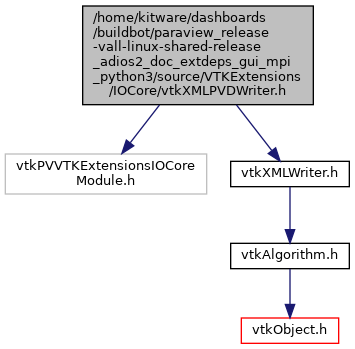 /home/kitware/dashboards
/buildbot/paraview_release
-vall-linux-shared-release
_adios2_doc_extdeps_gui_mpi
_python3/source/VTKExtensions
/IOCore/vtkXMLPVDWriter.h
vtkPVVTKExtensionsIOCore
Module.h
vtkXMLWriter.h
vtkAlgorithm.h
vtkObject.h